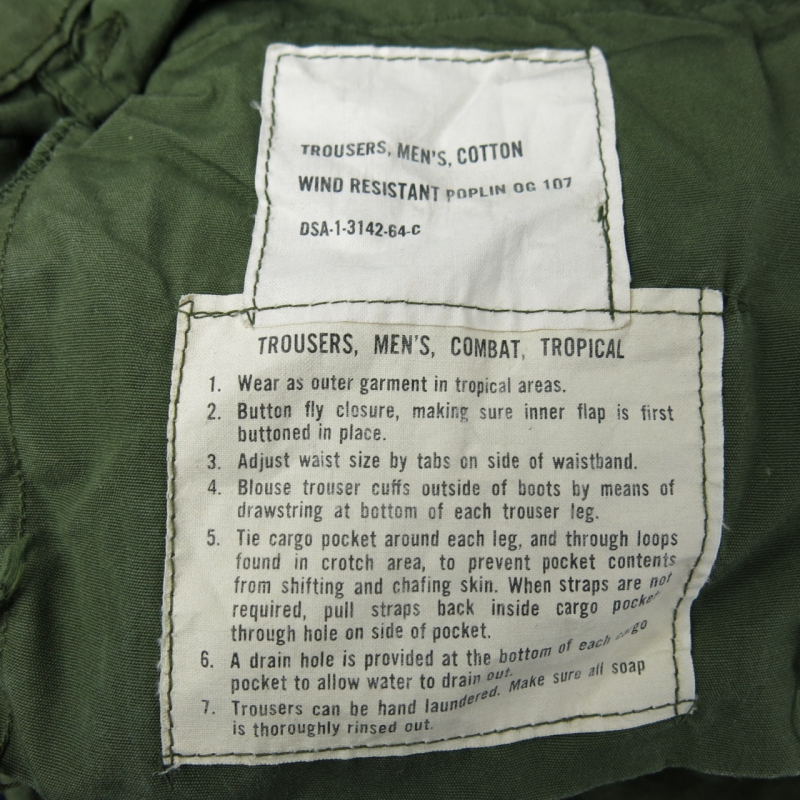 TROUSERS, MEN'S, COTTON
WIND RESISTANT POPLIN OG 107
DSA-1-3142-64-C
TROUSERS, MEN'S, COMBAT, TROPICAL
1. Wear as outer garment in tropical areas.
2. Button fly closure, making sure inner flap is first
buttoned in place.
3. Adjust waist size by tabs on side of waistband.
4. Blouse trouser cuffs outside of boots by means of
drawstring at bottom of each trouser leg.
5. Tie cargo pocket around each leg, and through loops
found in crotch area, to prevent pocket contents
from shifting and chafing skin. When straps are not
required, pull straps back inside cargo pocket
through hole on side of pocket.
6. A drain hole is provided at the bottom of each cargo
pocket to allow water to drain out.
7. Trousers can be hand laundered. Make sure all soap
is thoroughly rinsed out.